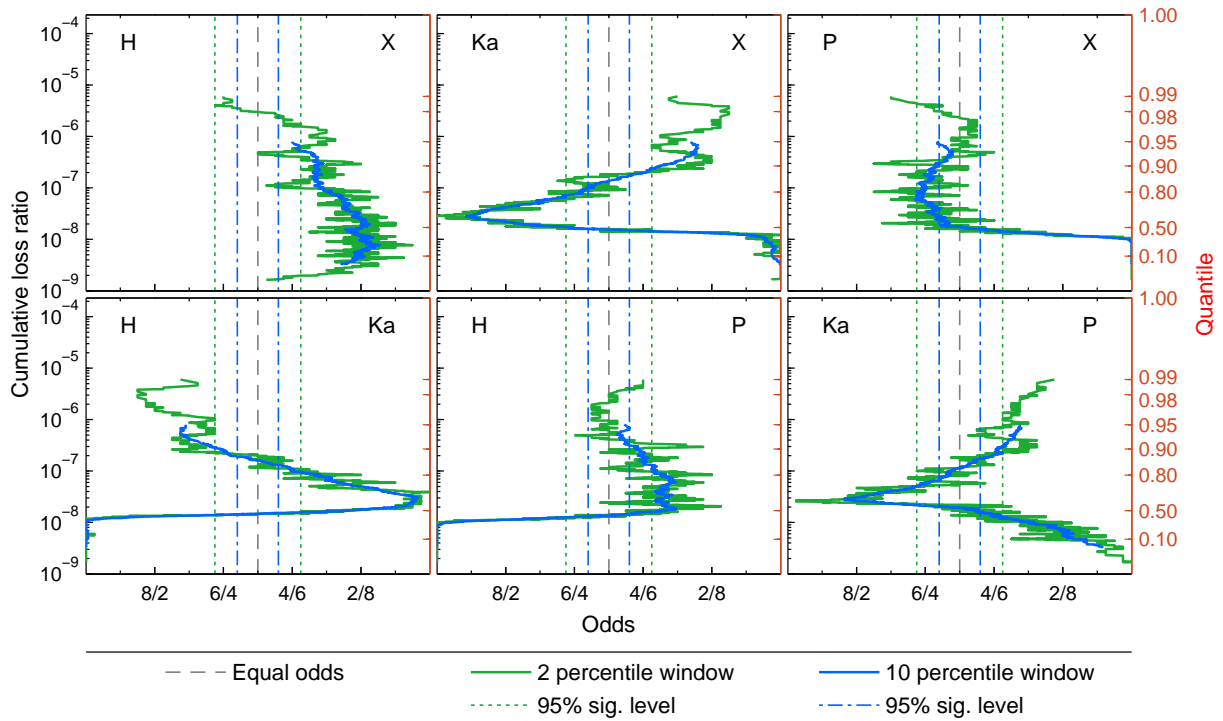 10⁻⁴
10⁻⁵
10⁻⁶
10⁻⁷
10⁻⁸
10⁻⁹
H X
Ka X
P X
1.00
0.99
0.98
0.95
0.90
0.80
0.50
0.10
Cumulative loss ratio
Quantile
10⁻⁴
10⁻⁵
10⁻⁶
10⁻⁷
10⁻⁸
10⁻⁹
H Ka
H P
Ka P
1.00
0.99
0.98
0.95
0.90
0.80
0.50
0.10
8/2 6/4 4/6 2/8 8/2 6/4 4/6 2/8 8/2 6/4 4/6 2/8
Odds
Equal odds 2 percentile window 10 percentile window
95% sig. level 95% sig. level